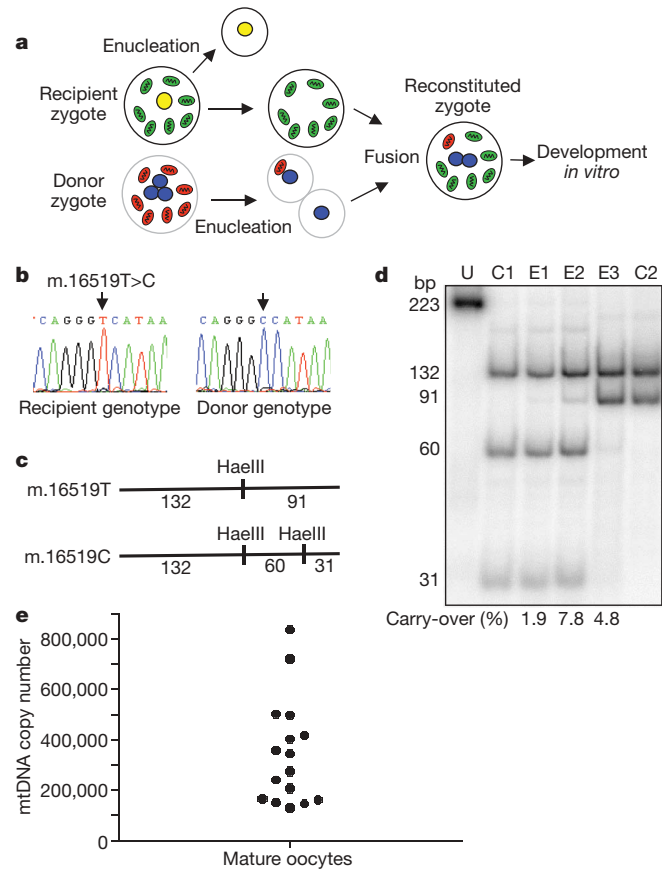 a
Enucleation
Recipient
zygote
Reconstituted
zygote
Fusion
Development
in vitro
Donor
zygote
Enucleation
b
m.16519T>C
CAGGGTCATAA
CAGGGCCATAA
Recipient genotype
Donor genotype
c
HaeIII
m.16519T
132
91
HaeIII
HaeIII
m.16519C
132
60
31
d
bp
U
C1
E1
E2
E3
C2
223
132
91
60
31
Carry-over (%)
1.9
7.8
4.8
e
mtDNA copy number
800,000
600,000
400,000
200,000
0
Mature oocytes